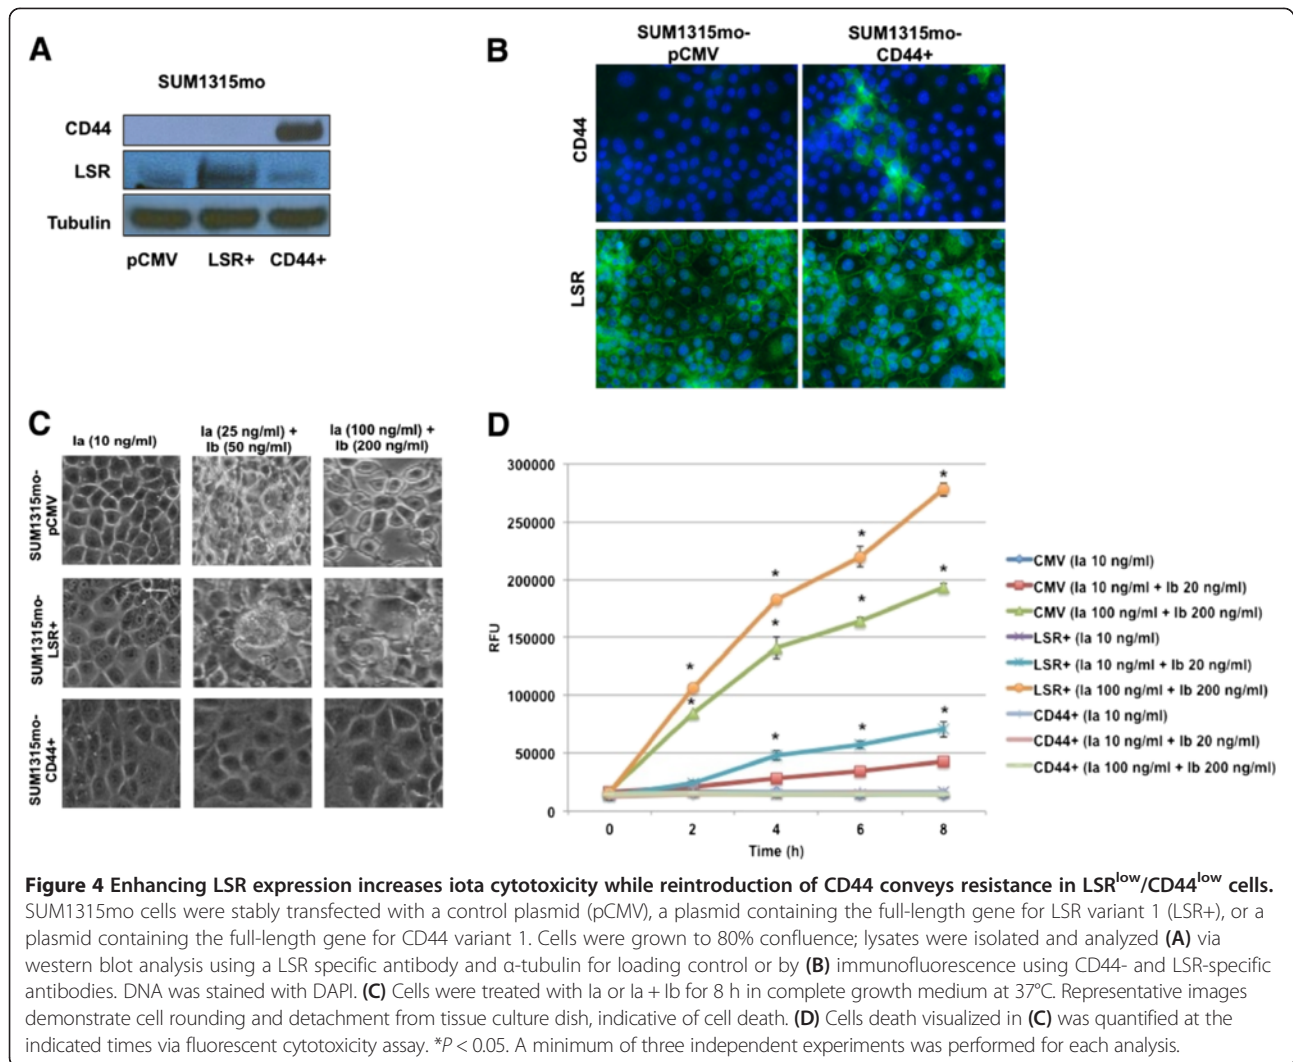 A
SUM1315mo
CD44
LSR
Tubulin
pCMV LSR+ CD44+
B
SUM1315mo-
pCMV
SUM1315mo-
CD44+
CD44
LSR
C
Ia (10 ng/ml)
Ia (25 ng/ml) +
Ib (50 ng/ml)
Ia (100 ng/ml) +
Ib (200 ng/ml)
SUM1315mo-
pCMV
SUM1315mo-
LSR+
SUM1315mo-
CD44+
D
300000
250000
200000
150000
100000
50000
0
RFU
0 2 4 6 8
Time (h)
* * * *
* * * *
* * *
CMV (Ia 10 ng/ml)
CMV (Ia 10 ng/ml + Ib 20 ng/ml)
CMV (Ia 100 ng/ml + Ib 200 ng/ml)
LSR+ (Ia 10 ng/ml)
LSR+ (Ia 10 ng/ml + Ib 20 ng/ml)
LSR+ (Ia 100 ng/ml + Ib 200 ng/ml)
CD44+ (Ia 10 ng/ml)
CD44+ (Ia 10 ng/ml + Ib 20 ng/ml)
CD44+ (Ia 100 ng/ml + Ib 200 ng/ml)
Figure 4 Enhancing LSR expression increases iota cytotoxicity while reintroduction of CD44 conveys resistance in LSRlow/CD44low cells.
SUM1315mo cells were stably transfected with a control plasmid (pCMV), a plasmid containing the full-length gene for LSR variant 1 (LSR+), or a
plasmid containing the full-length gene for CD44 variant 1. Cells were grown to 80% confluence; lysates were isolated and analyzed (A) via
western blot analysis using a LSR specific antibody and α-tubulin for loading control or by (B) immunofluorescence using CD44- and LSR-specific
antibodies. DNA was stained with DAPI. (C) Cells were treated with Ia or Ia + Ib for 8 h in complete growth medium at 37°C. Representative images
demonstrate cell rounding and detachment from tissue culture dish, indicative of cell death. (D) Cells death visualized in (C) was quantified at the
indicated times via fluorescent cytotoxicity assay. *P < 0.05. A minimum of three independent experiments was performed for each analysis.